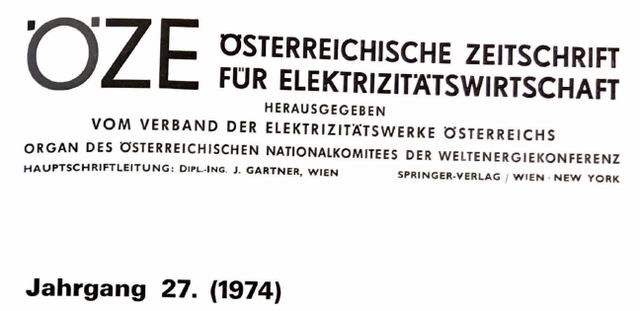 ÖZE
ÖSTERREICHISCHE ZEITSCHRIFT
FÜR ELEKTRIZITÄTSWIRTSCHAFT
HERAUSGEGEBEN
VOM VERBAND DER ELEKTRIZITÄTSWERKE ÖSTERREICHS
ORGAN DES ÖSTERREICHISCHEN NATIONALKOMITEES DER WELTENERGIEKONFERENZ
HAUPTSCHRIFTLEITUNG: DIPL.-ING. J. GARTNER, WIEN SPRINGER-VERLAG / WIEN · NEW YORK
Jahrgang 27. (1974)